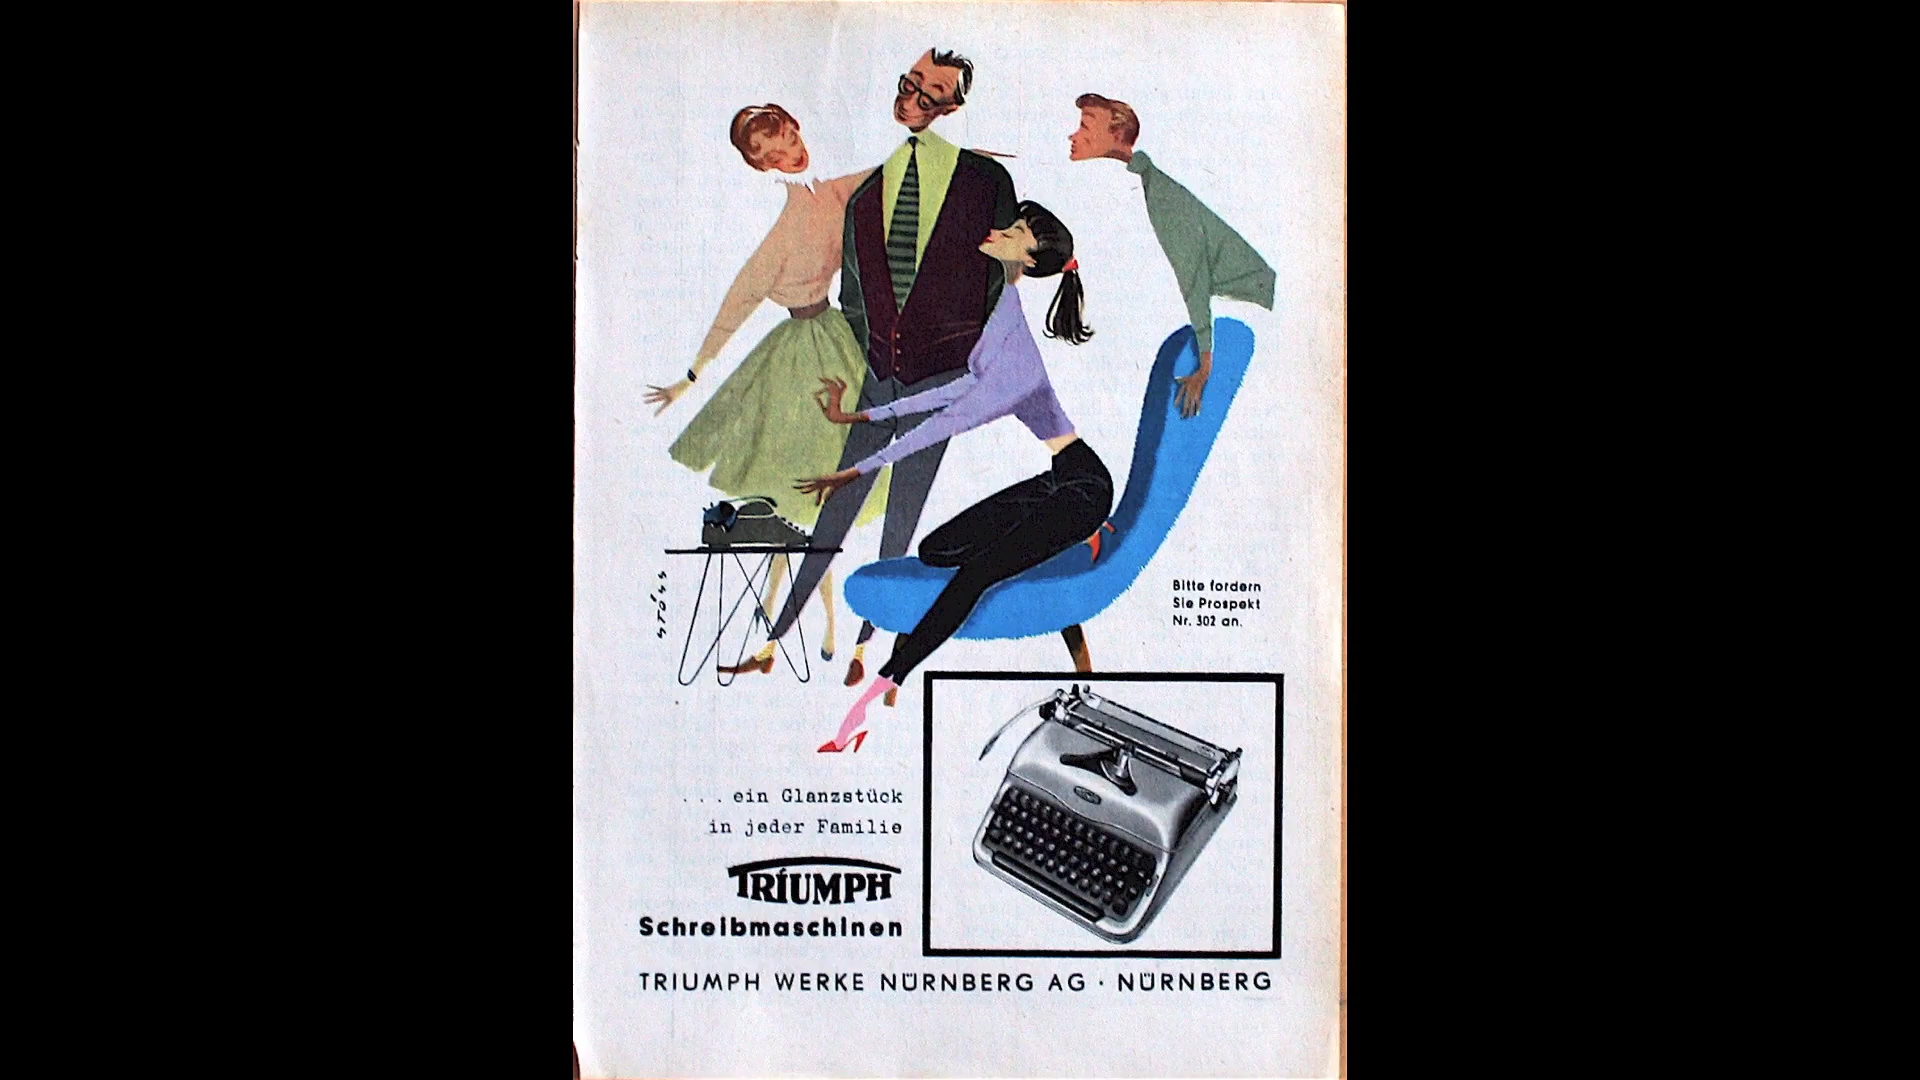 stóss
Bitte fordern
Sie Prospekt
Nr. 302 an.
... ein Glanzstück
in jeder Familie
TRIUMPH
Schreibmaschinen
TRIUMPH WERKE NÜRNBERG AG · NÜRNBERG